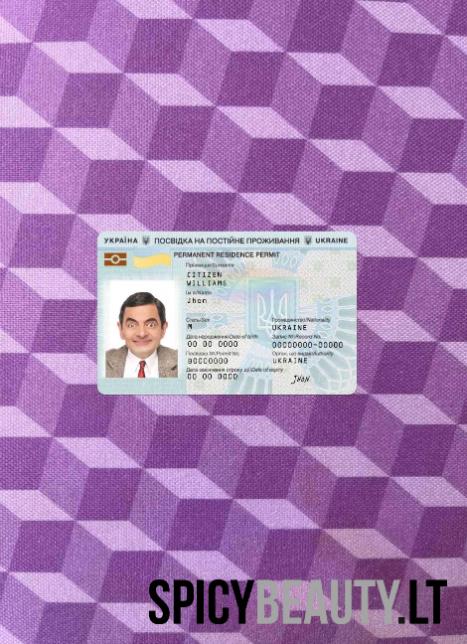 УКРАЇНА ПОСВІДКА НА ПОСТІЙНЕ ПРОЖИВАННЯ UKRAINE
PERMANENT RESIDENCE PERMIT
Прізвище/Surname
CITIZEN
WILLIAMS
Ім'я/Name
Jhon
Стать/Sex
M
Громадянство/Nationality
UKRAINE
Дата народження/Date of birth
00 00 0000
Запис №/Record No.
00000000-00000
Посвідка №/Permit No.
00000000
Орган, що видав/Authority
UKRAINE
Дата закінчення строку дії/Date of expiry
00 00 0000
Jhon
SPICYBEAUTY.LT